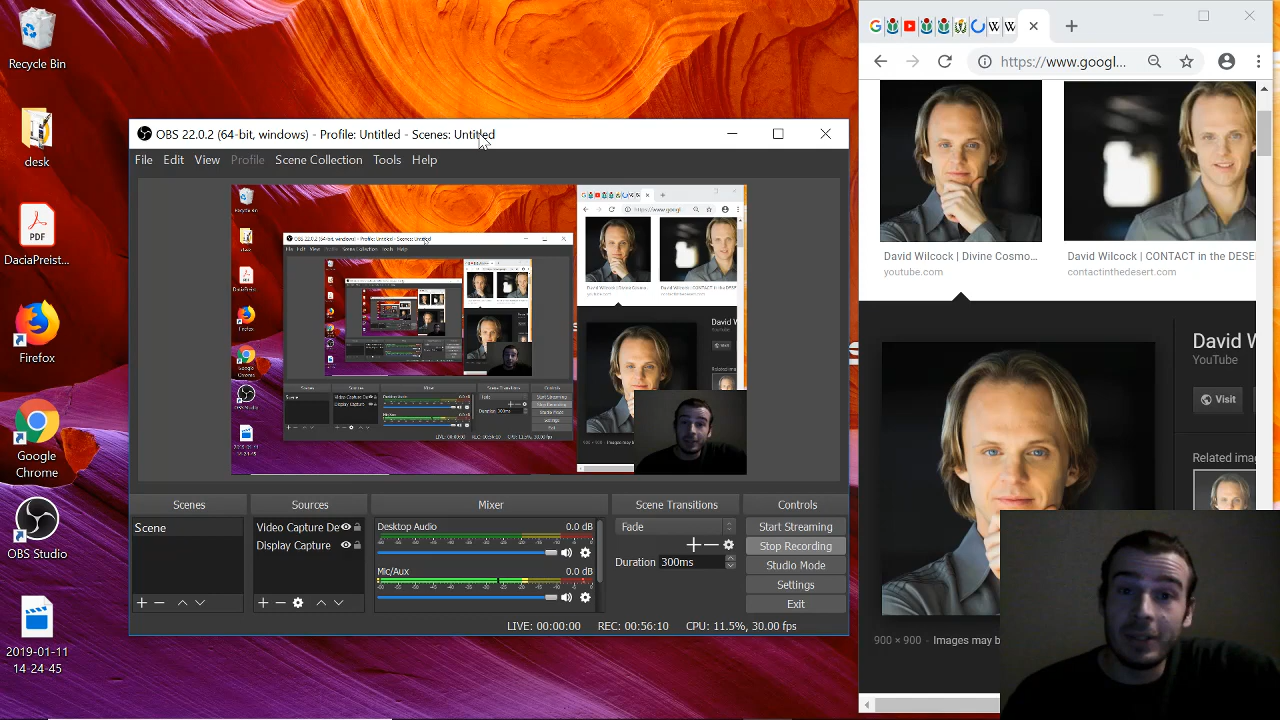 Recycle Bin
desk
DaciaPreist...
Firefox
Google
Chrome
OBS Studio
2019-01-11
14-24-45
OBS 22.0.2 (64-bit, windows) - Profile: Untitled - Scenes: Untitled
File Edit View Profile Scene Collection Tools Help
Scenes
Sources
Mixer
Scene Transitions
Controls
Scene
Video Capture De
Display Capture
Desktop Audio 0.0 dB
Mic/Aux 0.0 dB
Fade
Duration 300ms
Start Streaming
Stop Recording
Studio Mode
Settings
Exit
LIVE: 00:00:00 REC: 00:56:10 CPU: 11.5%, 30.00 fps
https://www.googl...
David Wilcock | Divine Cosmo...
youtube.com
David Wilcock | CONTACT in the DESE
contactinthedesert.com
David W
YouTube
Visit
Related imag
900 × 900 · Images may b